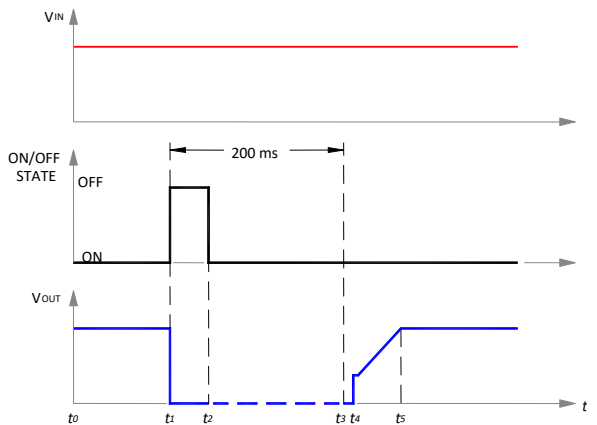 VIN
200 ms
ON/OFF
STATE
OFF
ON
VOUT
t
t0 t1 t2 t3 t4 t5